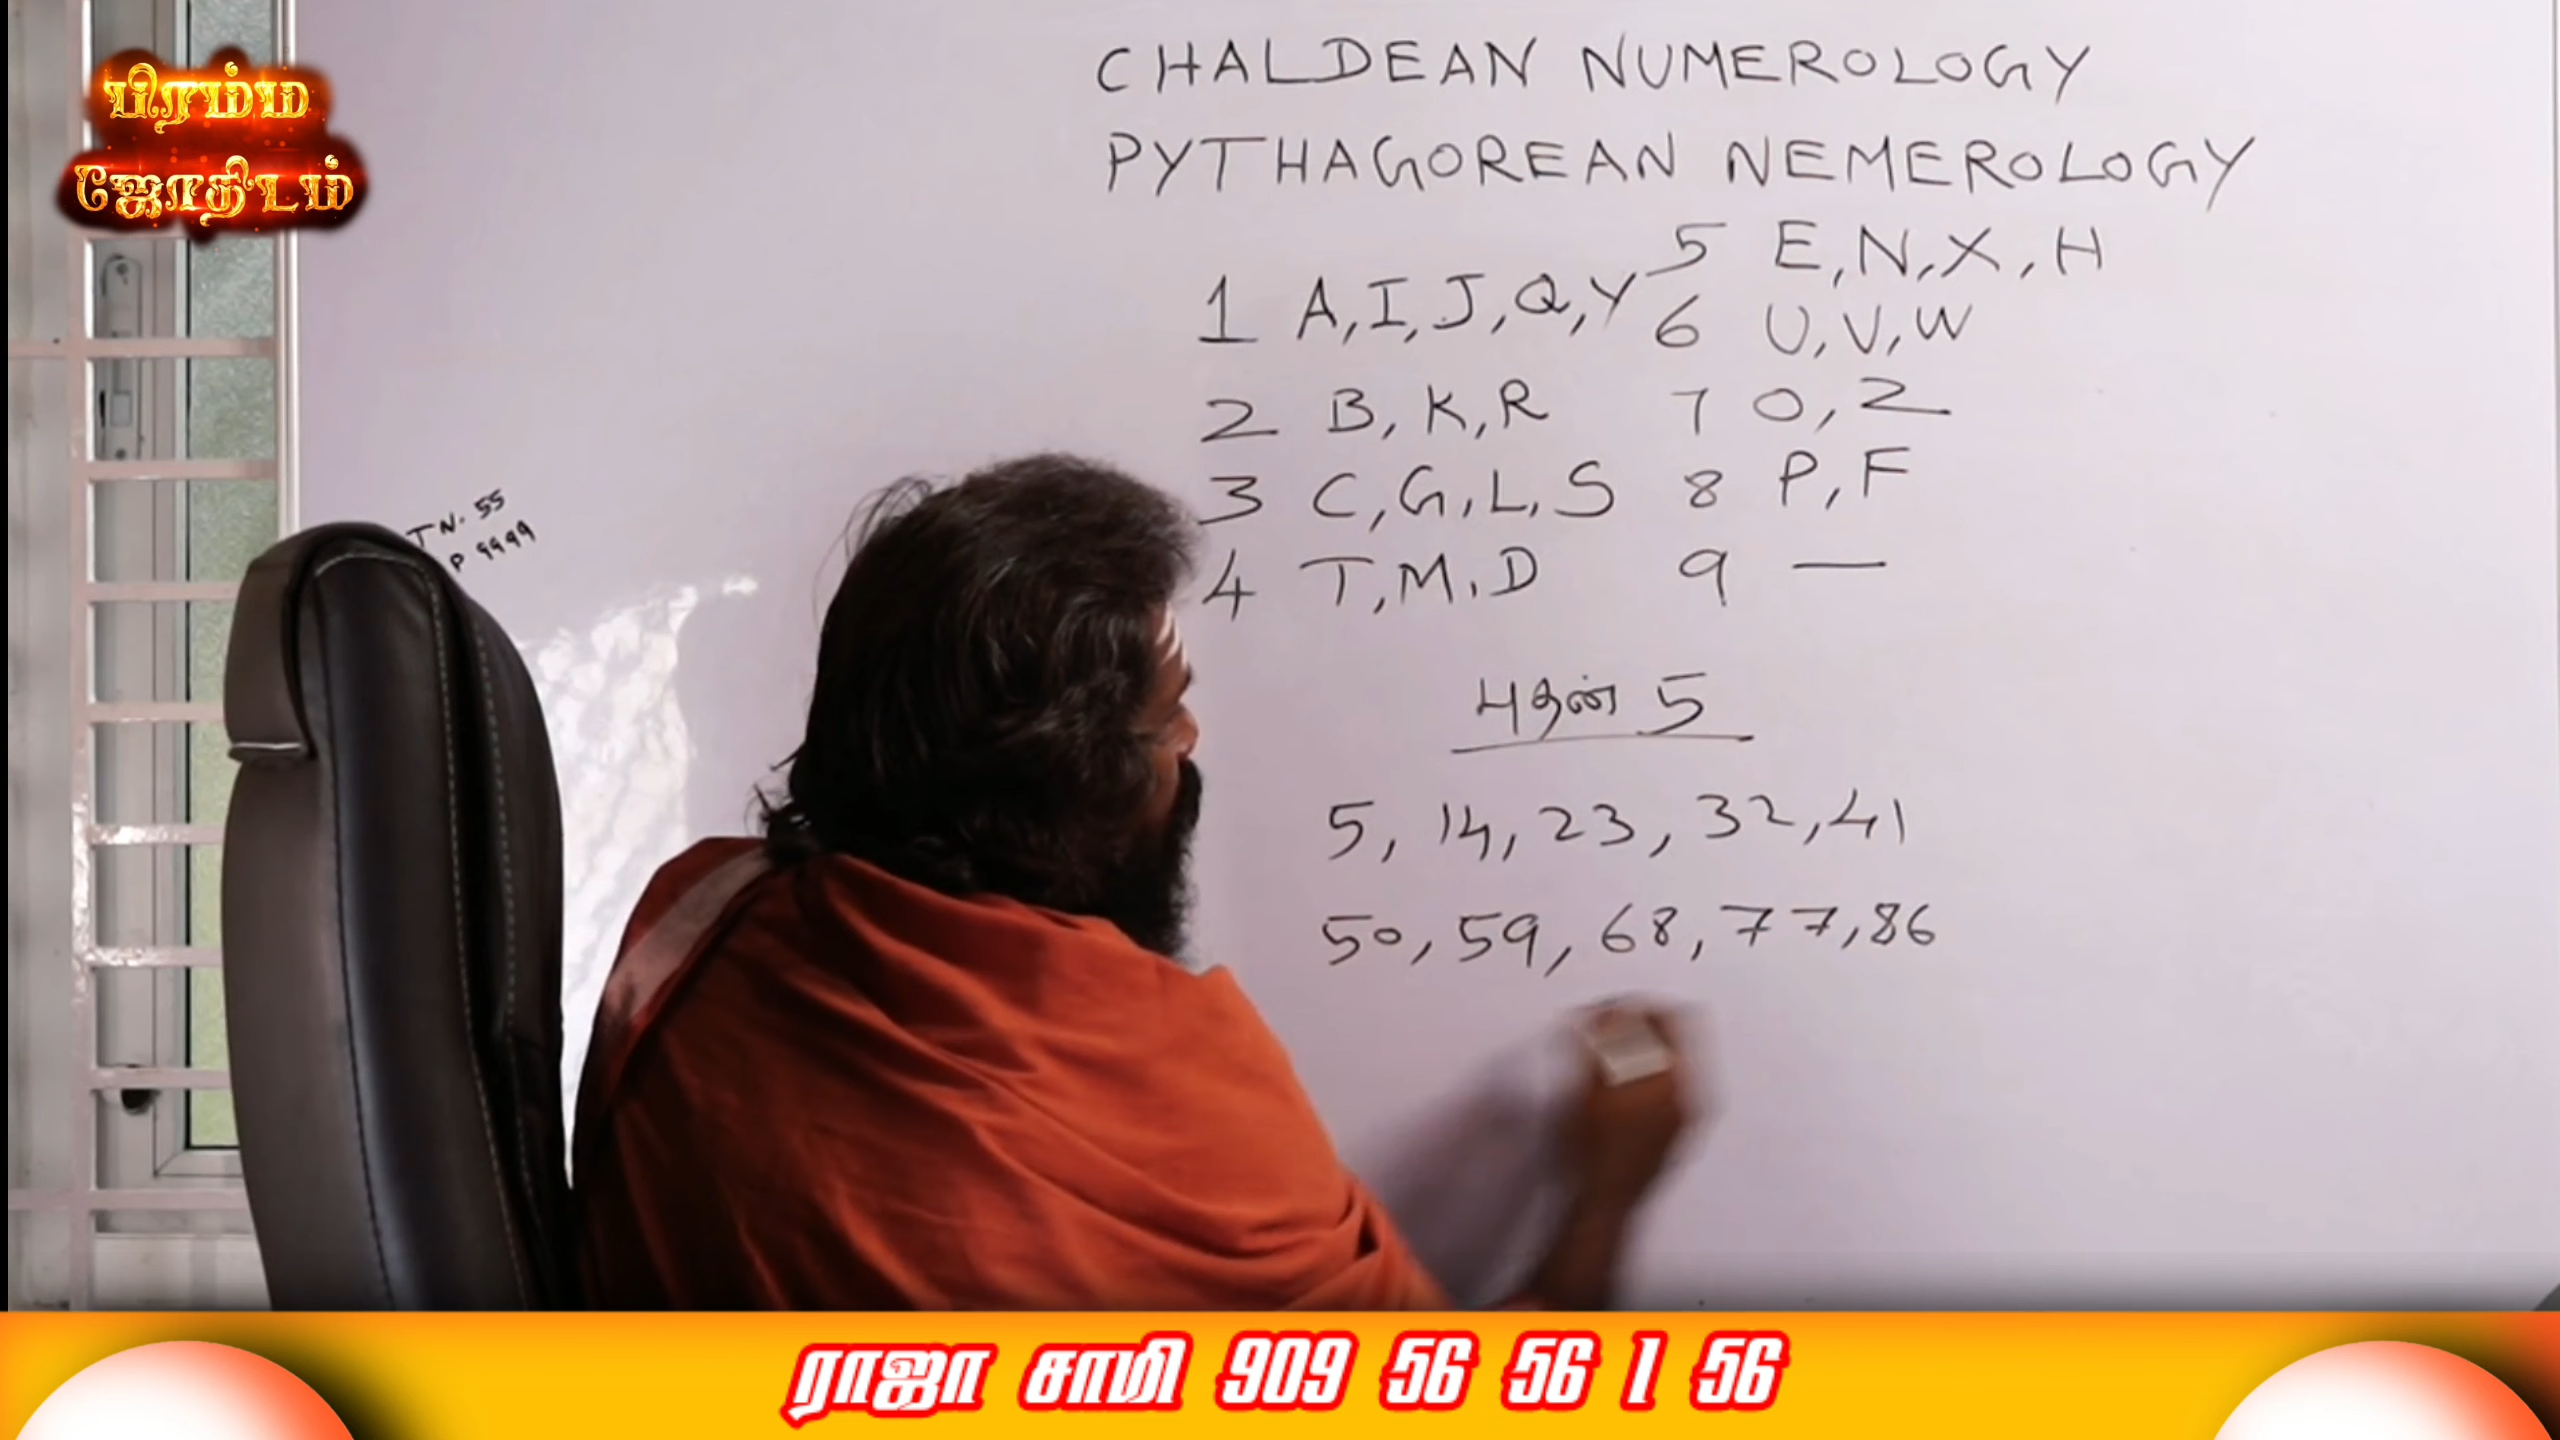 பிரம்ம
ஜோதிடம்
CHALDEAN NUMEROLOGY
PYTHAGOREAN NEMEROLOGY
1 A, I, J, Q, Y
5 E, N, X, H
6 U, V, W
2 B, K, R
7 O, Z
3 C, G, L, S
8 P, F
4 T, M, D
9 —
TN. 55
P 9999
புதன் 5
5, 14, 23, 32, 41
50, 59, 68, 77, 86
ராஜா சாமி 909 56 56 1 56